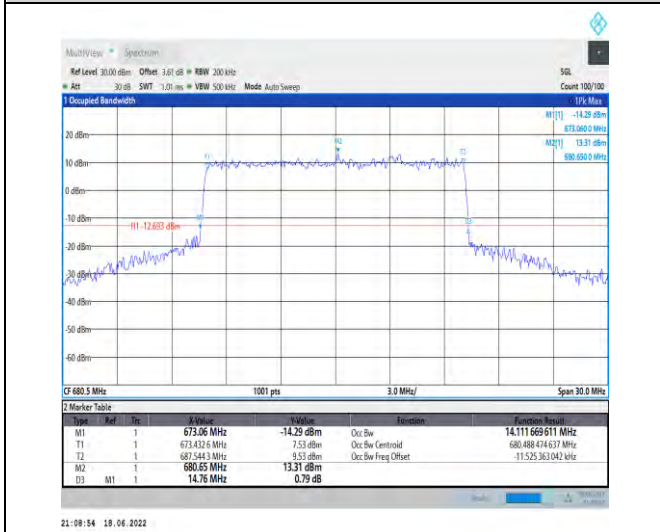 MultiView Spectrum
Ref Level 30.00 dBm Offset 3.61 dB RBW 200 kHz SGL
Att 30 dB SWT 1.01 ms VBW 500 kHz Mode Auto Sweep Count 100/100
1 Occupied Bandwidth 1Pk Max
M1[1] -14.29 dBm
673.060 0 MHz
M2[1] 13.31 dBm
680.650 0 MHz
20 dBm
M2
T1
T2
10 dBm
0 dBm
-10 dBm
M1
D3
H1 -12.693 dBm
-20 dBm
-30 dBm
-40 dBm
-50 dBm
-60 dBm
CF 680.5 MHz 1001 pts 3.0 MHz/ Span 30.0 MHz
2 Marker Table
Type Ref Trc X-Value Y-Value Function Function Result
M1 1 673.06 MHz -14.29 dBm Occ Bw 14.111 669 611 MHz
T1 1 673.432 6 MHz 7.53 dBm Occ Bw Centroid 680.488 474 637 MHz
T2 1 687.544 3 MHz 9.53 dBm Occ Bw Freq Offset -11.525 363 042 kHz
M2 1 680.65 MHz 13.31 dBm
D3 M1 1 14.76 MHz 0.79 dB
21:08:54 18.06.2022